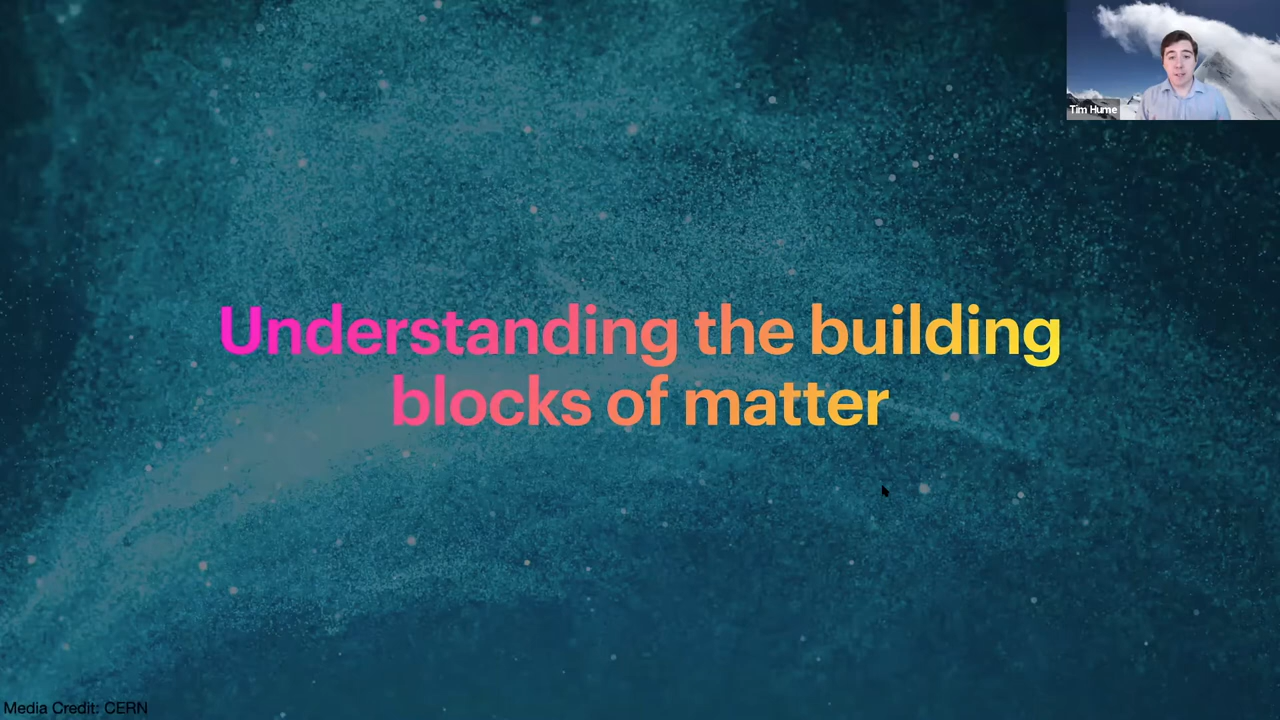 Tim Hume
Understanding the building
blocks of matter
Media Credit: CERN